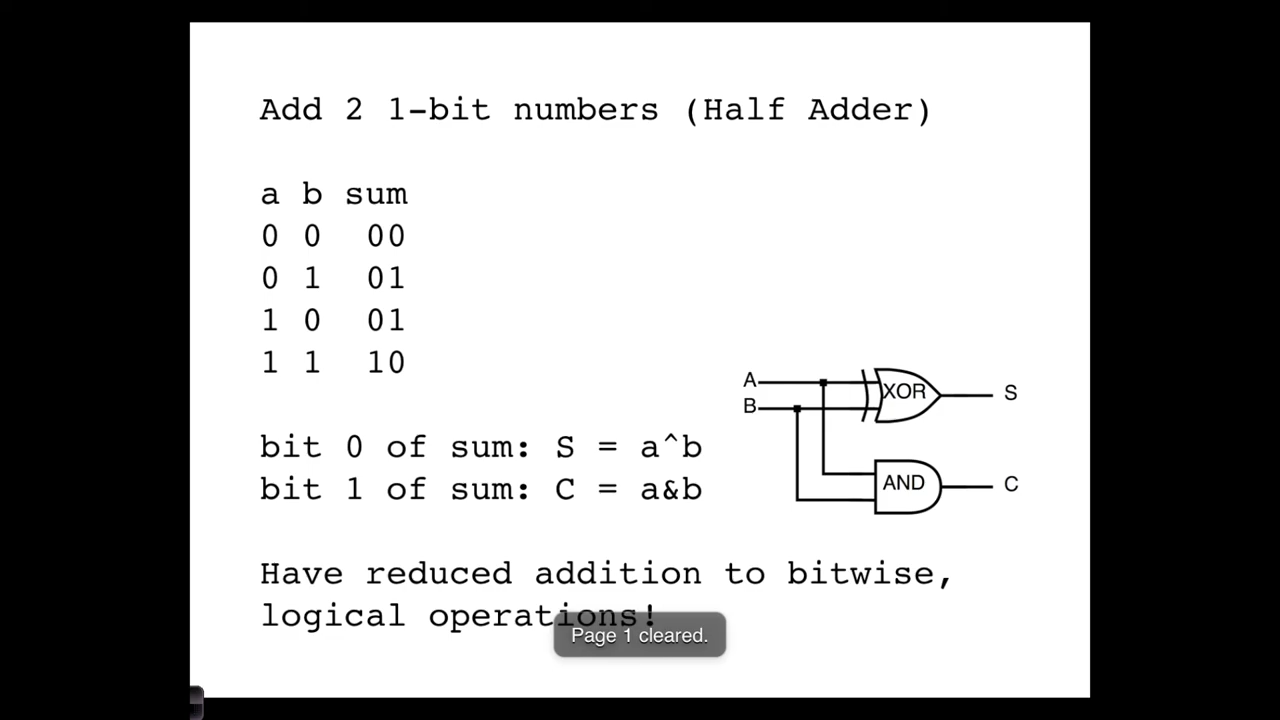 Add 2 1-bit numbers (Half Adder)
a b sum
0 0 00
0 1 01
1 0 01
1 1 10
A
B
XOR
S
bit 0 of sum: S = a^b
bit 1 of sum: C = a&b
AND
C
Have reduced addition to bitwise,
logical operations!
Page 1 cleared.